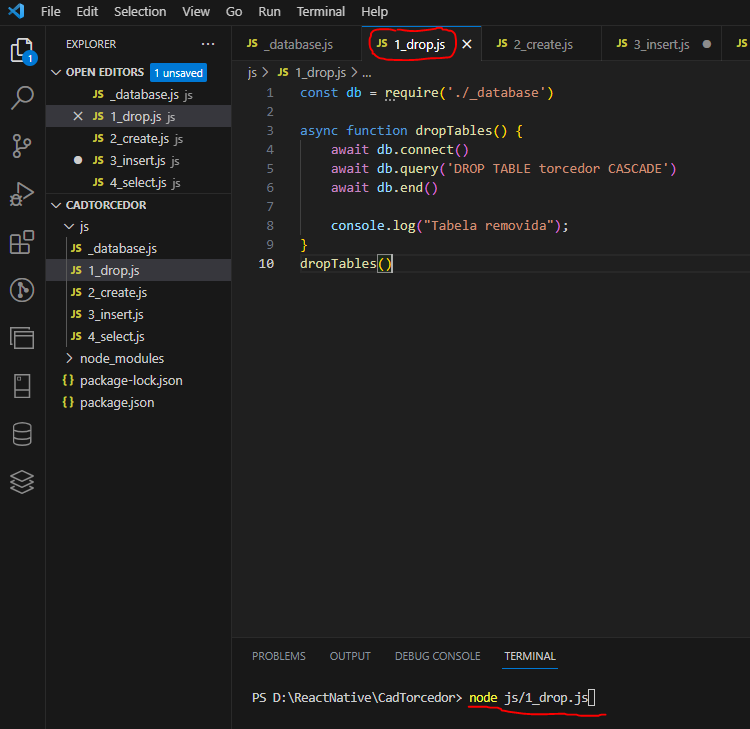 File Edit Selection View Go Run Terminal Help
EXPLORER ...
JS _database.js JS 1_drop.js × JS 2_create.js JS 3_insert.js ● JS
OPEN EDITORS 1 unsaved
JS _database.js js
× JS 1_drop.js js
JS 2_create.js js
● JS 3_insert.js js
JS 4_select.js js
CADTORCEDOR
js
JS _database.js
JS 1_drop.js
JS 2_create.js
JS 3_insert.js
JS 4_select.js
node_modules
{} package-lock.json
{} package.json
1
js > JS 1_drop.js > ...
1 const db = require('./_database')
2
3 async function dropTables() {
4 await db.connect()
5 await db.query('DROP TABLE torcedor CASCADE')
6 await db.end()
7
8 console.log("Tabela removida");
9 }
10 dropTables()
PROBLEMS OUTPUT DEBUG CONSOLE TERMINAL
PS D:\ReactNative\CadTorcedor> node js/1_drop.js